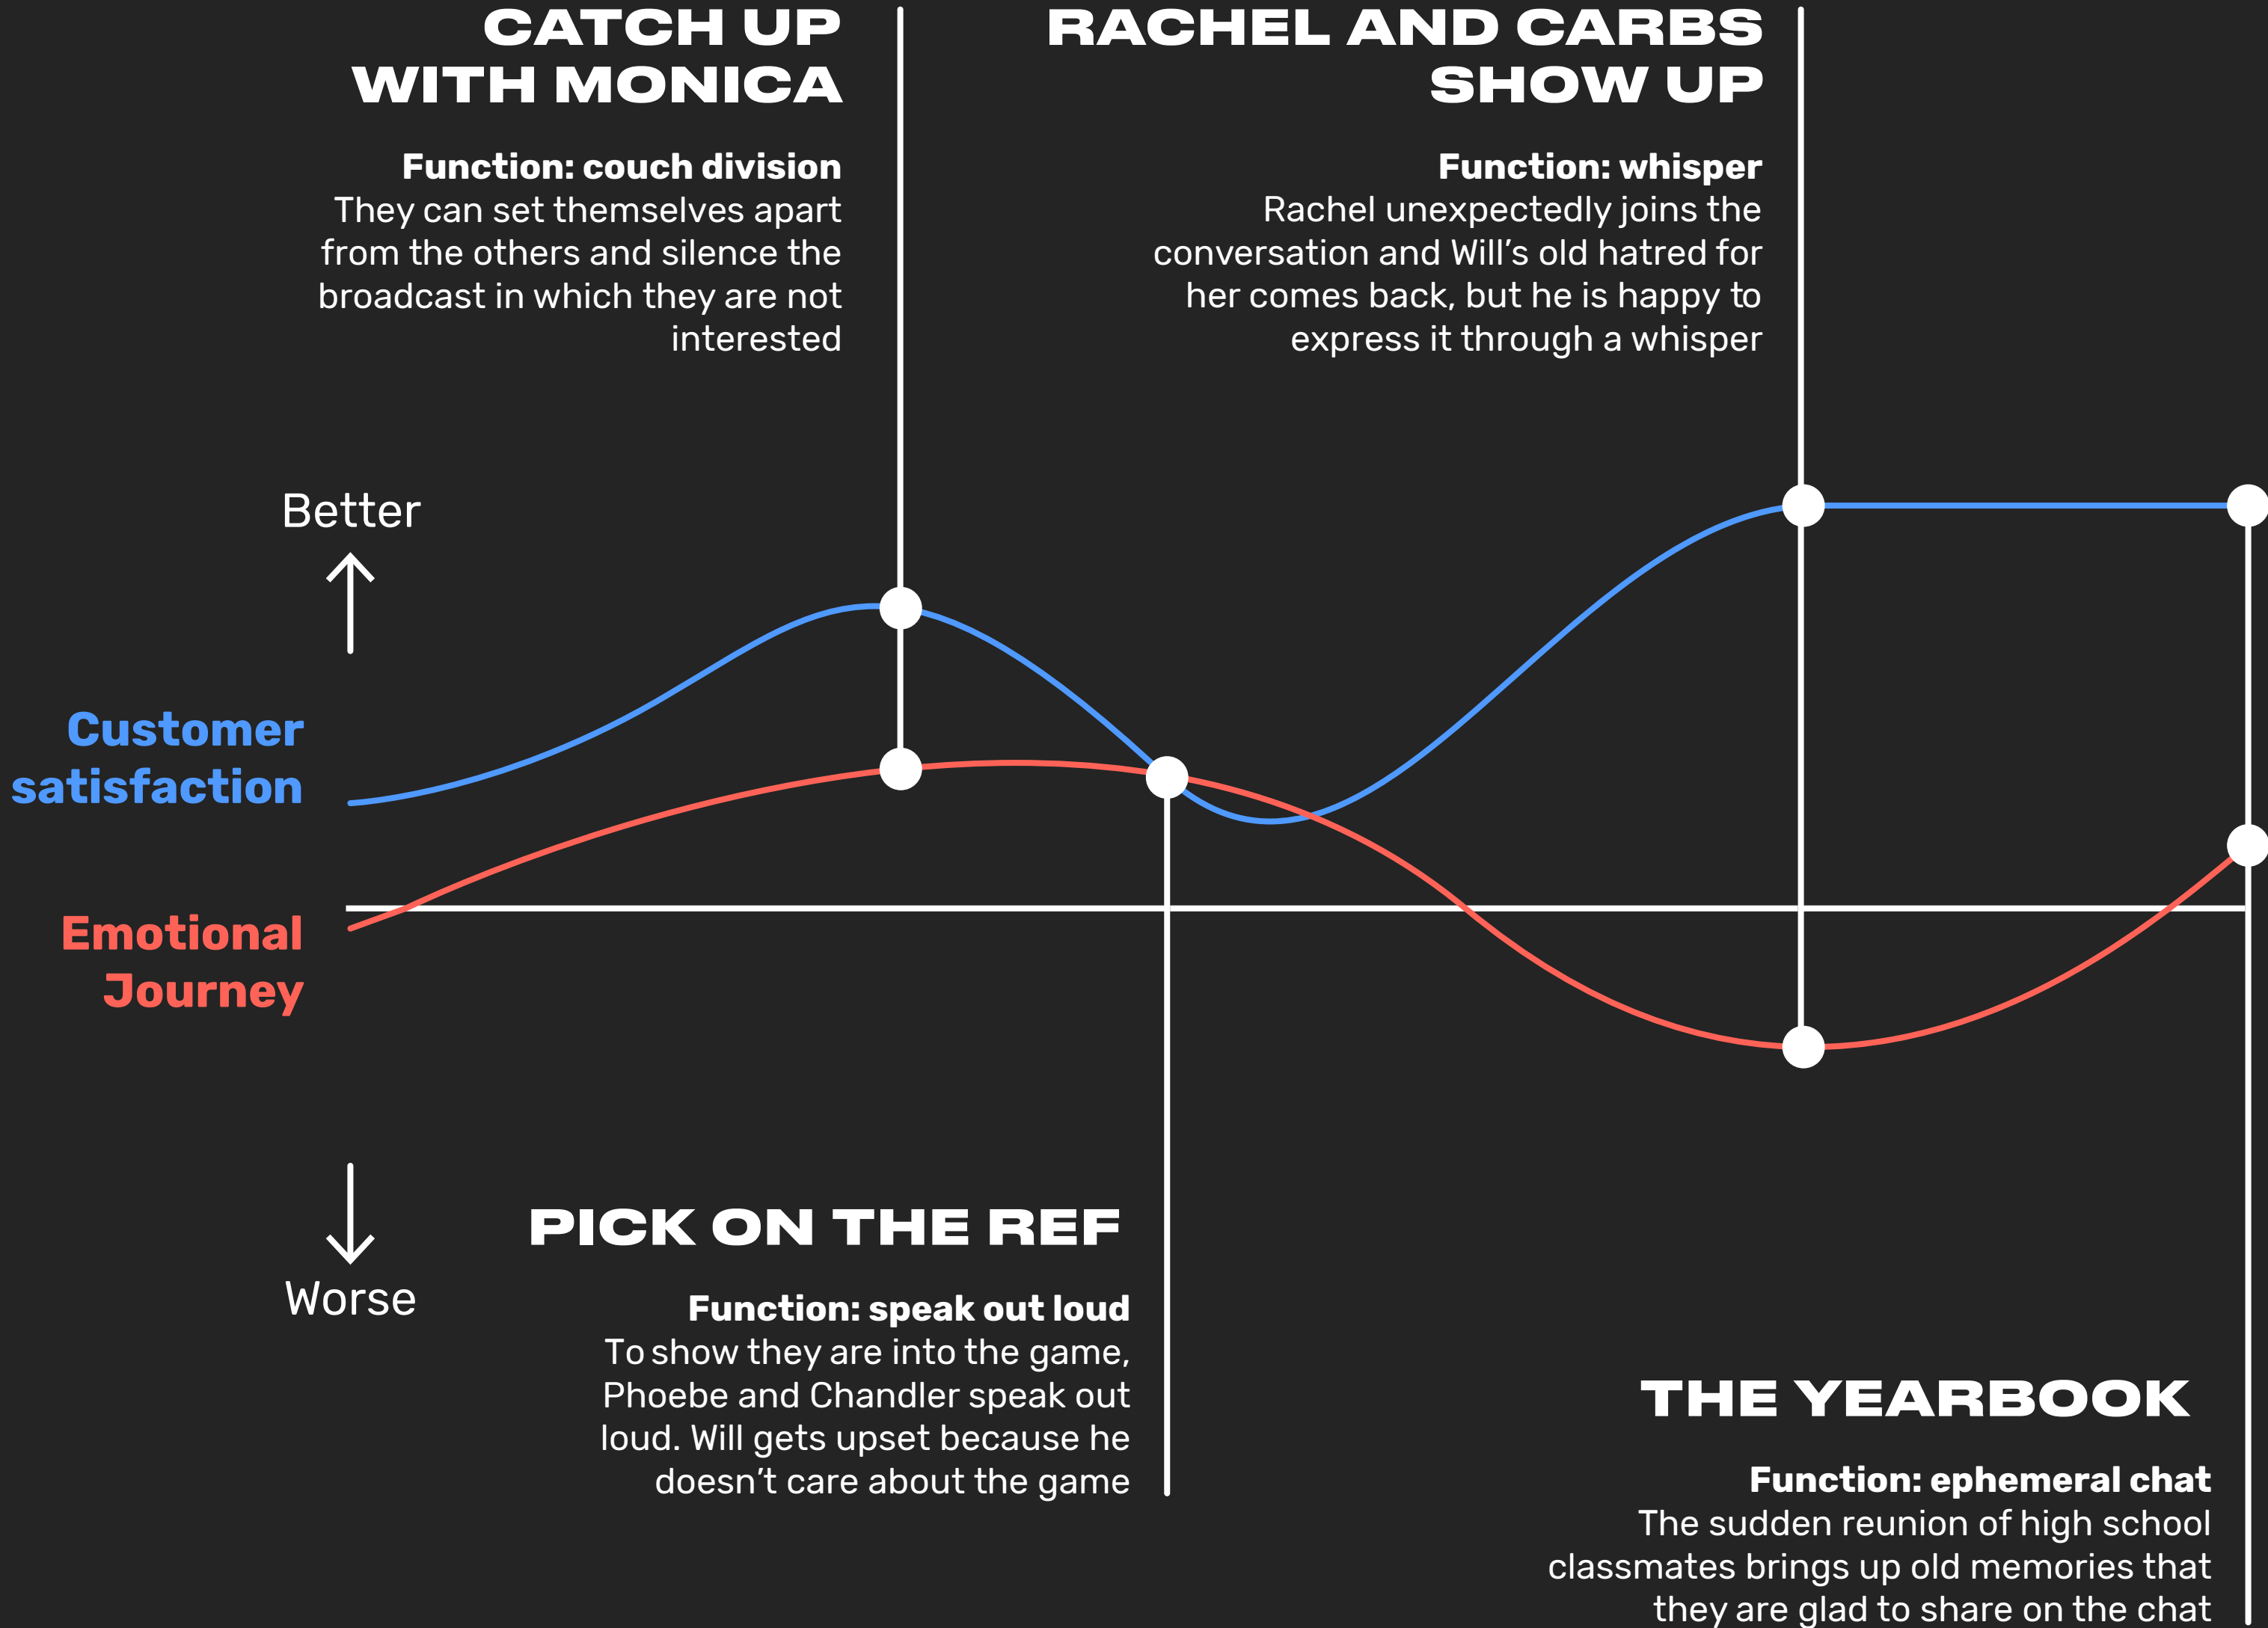 CATCH UP
WITH MONICA
Function: couch division
They can set themselves apart
from the others and silence the
broadcast in which they are not
interested
RACHEL AND CARBS
SHOW UP
Function: whisper
Rachel unexpectedly joins the
conversation and Will’s old hatred for
her comes back, but he is happy to
express it through a whisper
Better
Customer
satisfaction
Emotional
Journey
Worse
PICK ON THE REF
Function: speak out loud
To show they are into the game,
Phoebe and Chandler speak out
loud. Will gets upset because he
doesn’t care about the game
THE YEARBOOK
Function: ephemeral chat
The sudden reunion of high school
classmates brings up old memories that
they are glad to share on the chat